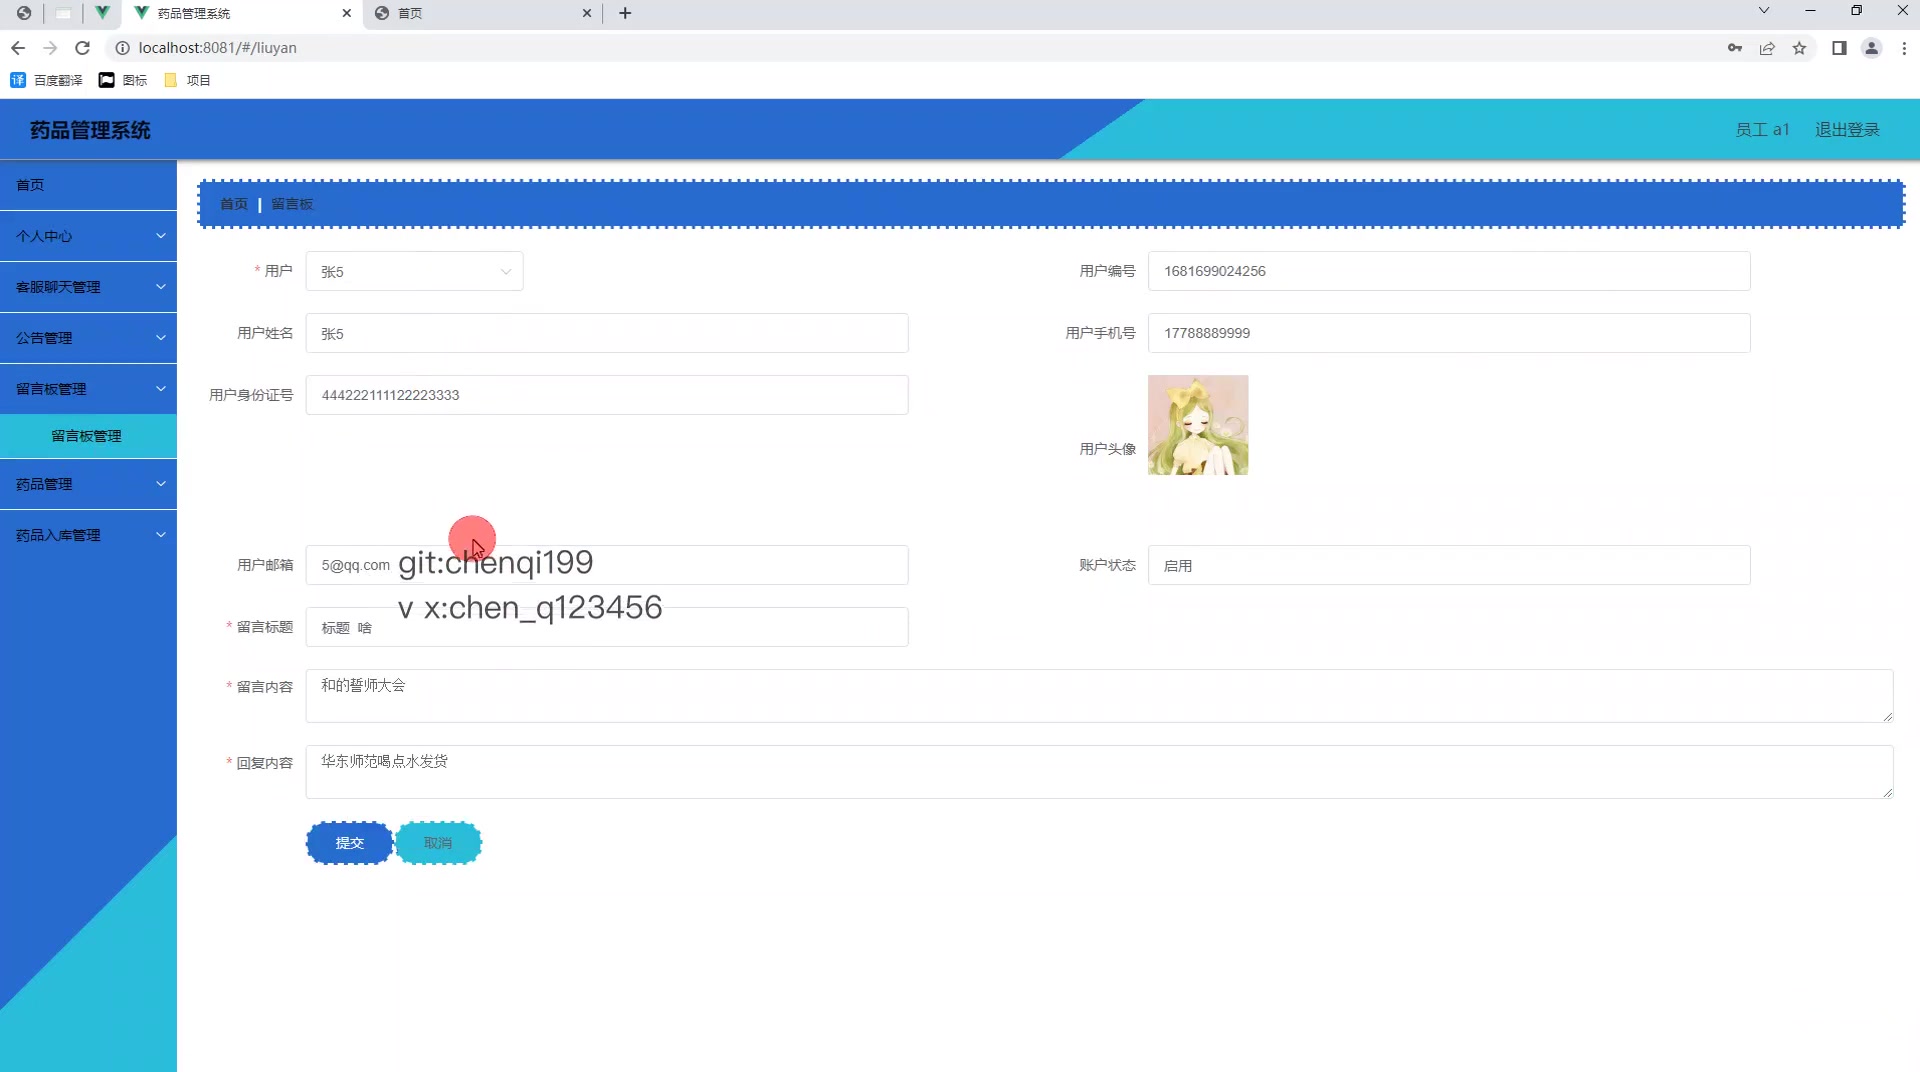 药品管理系统
首页
localhost:8081/#/liuyan
百度翻译
图标
项目
药品管理系统
员工 a1
退出登录
首页
个人中心
客服聊天管理
公告管理
留言板管理
留言板管理
药品管理
药品入库管理
首页 | 留言板
* 用户 张5
用户编号 1681699024256
用户姓名 张5
用户手机号 17788889999
用户身份证号 444222111122223333
用户头像
用户邮箱 5@qq.com
账户状态 启用
git:chenqi199
v x:chen_q123456
* 留言标题 标题 啥
* 留言内容 和的誓师大会
* 回复内容 华东师范喝点水发货
提交 取消